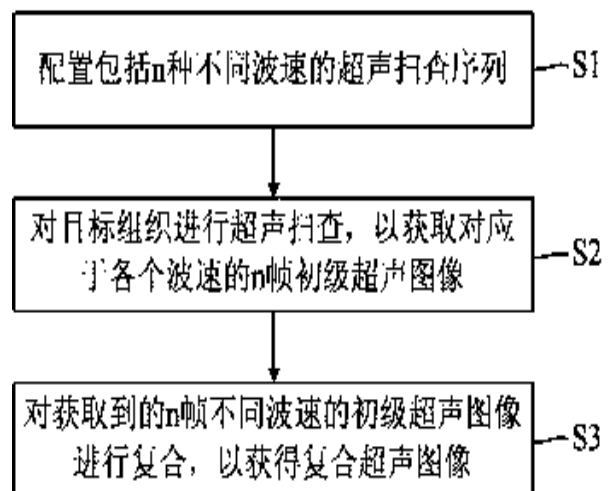 配置包括n种不同波速的超声扫查序列
S1
对目标组织进行超声扫查，以获取对应
于各个波速的n帧初级超声图像
S2
对获取到的n帧不同波速的初级超声图像
进行复合，以获得复合超声图像
S3